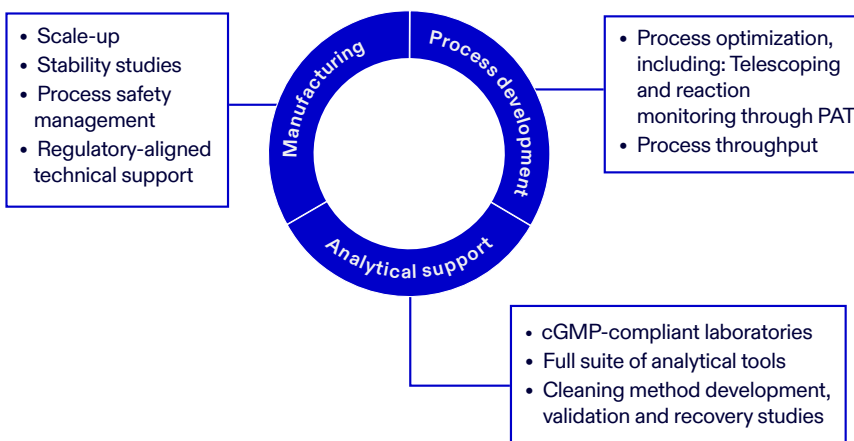 Manufacturing
Process development
Analytical support
• Scale-up
• Stability studies
• Process safety
management
• Regulatory-aligned
technical support
• Process optimization,
including: Telescoping
and reaction
monitoring through PAT
• Process throughput
• cGMP-compliant laboratories
• Full suite of analytical tools
• Cleaning method development,
validation and recovery studies